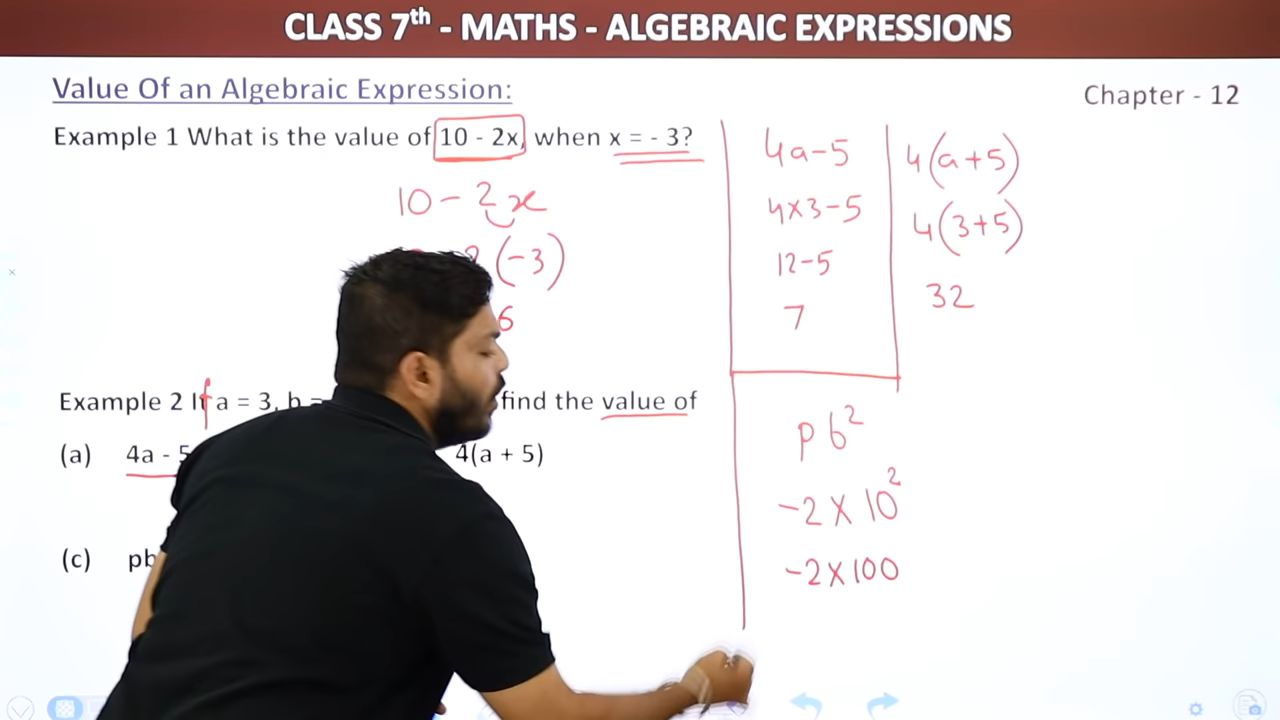 CLASS 7th - MATHS - ALGEBRAIC EXPRESSIONS
Value Of an Algebraic Expression:
Chapter - 12
Example 1 What is the value of 10 - 2x, when x = - 3?
10 - 2x
(-3)
6
4a-5
4x3-5
12-5
7
4(a+5)
4(3+5)
32
Example 2 If a = 3, find the value of
(a) 4a - 5
4(a + 5)
(c)
pb²
-2 x 10²
-2 x 100